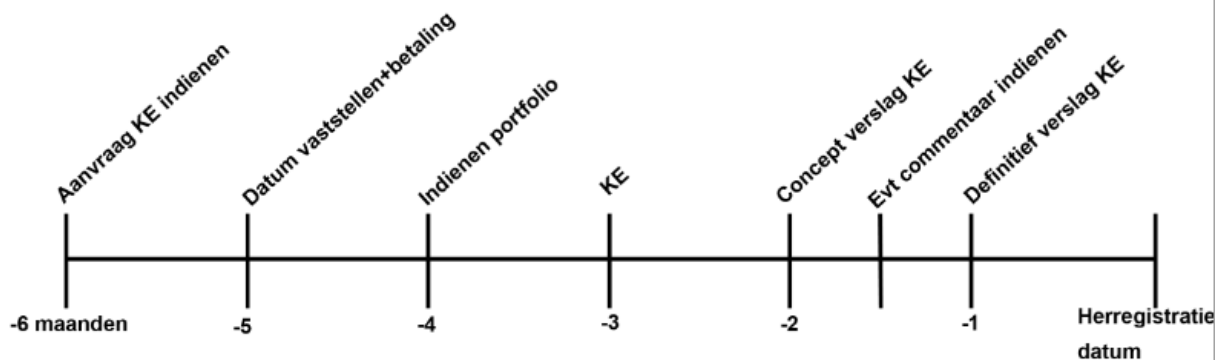 Aanvraag KE indienen
Datum vaststellen+betaling
Indienen portfolio
KE
Concept verslag KE
Evt commentaar indienen
Definitief verslag KE
-6 maanden
-5
-4
-3
-2
-1
Herregistratie
datum